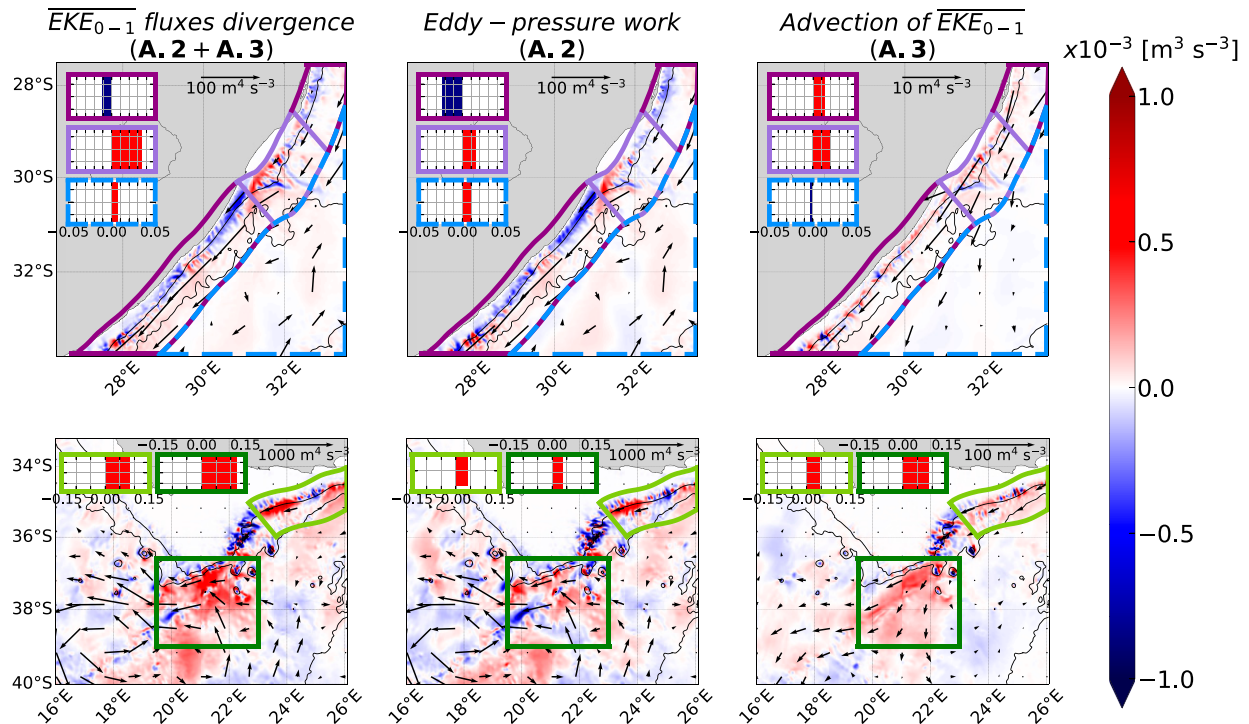 EKE₀₋₁ fluxes divergence
(A.2 + A.3)
Eddy − pressure work
(A.2)
Advection of EKE₀₋₁
(A.3)
x10⁻³ [m³ s⁻³]
28°S
30°S
32°S
100 m⁴ s⁻³
−0.05 0.00 0.05
28°E 30°E 32°E
100 m⁴ s⁻³
−0.05 0.00 0.05
28°E 30°E 32°E
10 m⁴ s⁻³
−0.05 0.00 0.05
28°E 30°E 32°E
34°S
36°S
38°S
40°S
−0.15 0.00 0.15
1000 m⁴ s⁻³
−0.15 0.00 0.15
16°E 18°E 20°E 22°E 24°E 26°E
−0.15 0.00 0.15
1000 m⁴ s⁻³
−0.15 0.00 0.15
16°E 18°E 20°E 22°E 24°E 26°E
−0.15 0.00 0.15
100 m⁴ s⁻³
−0.15 0.00 0.15
16°E 18°E 20°E 22°E 24°E 26°E
1.0
0.5
0.0
−0.5
−1.0